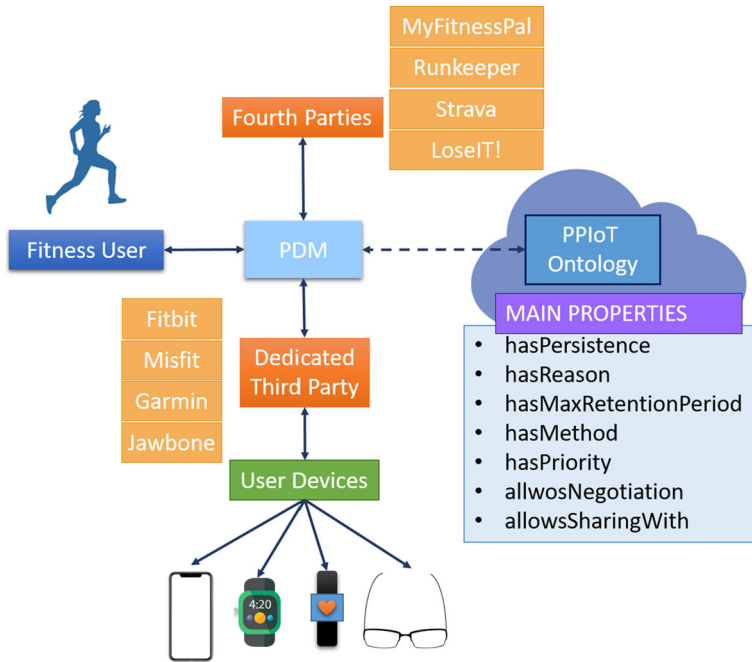 MyFitnessPal
Runkeeper
Strava
LoseIT!
Fourth Parties
Fitness User
PDM
PPIoT
Ontology
MAIN PROPERTIES
• hasPersistence
• hasReason
• hasMaxRetentionPeriod
• hasMethod
• hasPriority
• allwosNegotiation
• allowsSharingWith
Fitbit
Misfit
Garmin
Jawbone
Dedicated
Third Party
User Devices
4:20